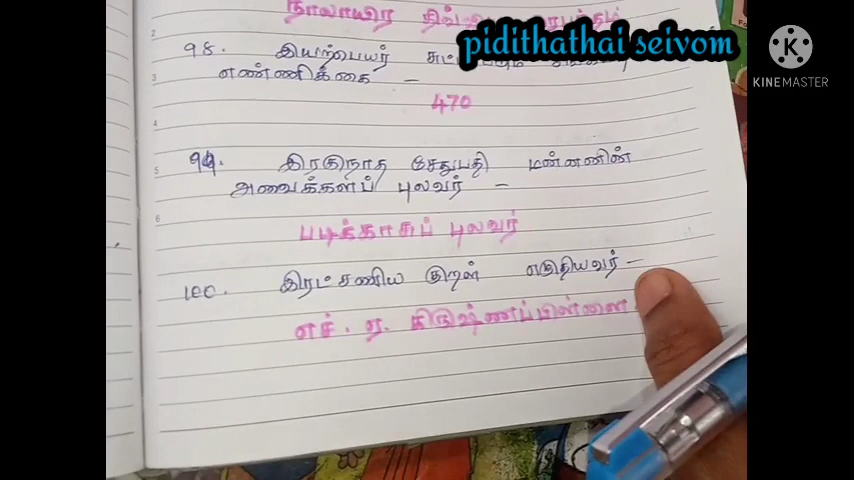 நாலாயிர
pidithathai seivom
KINEMASTER
98. இயற்பெயர்
எண்ணிக்கை –
470
99. இரகுநாத சேதுபதி மன்னனின்
அவைக்களப் புலவர் –
படிக்காசுப் புலவர்
100. இரட்சணிய குறள் எழுதியவர் –
எச். ஏ. கிருஷ்ணப்பிள்ளை